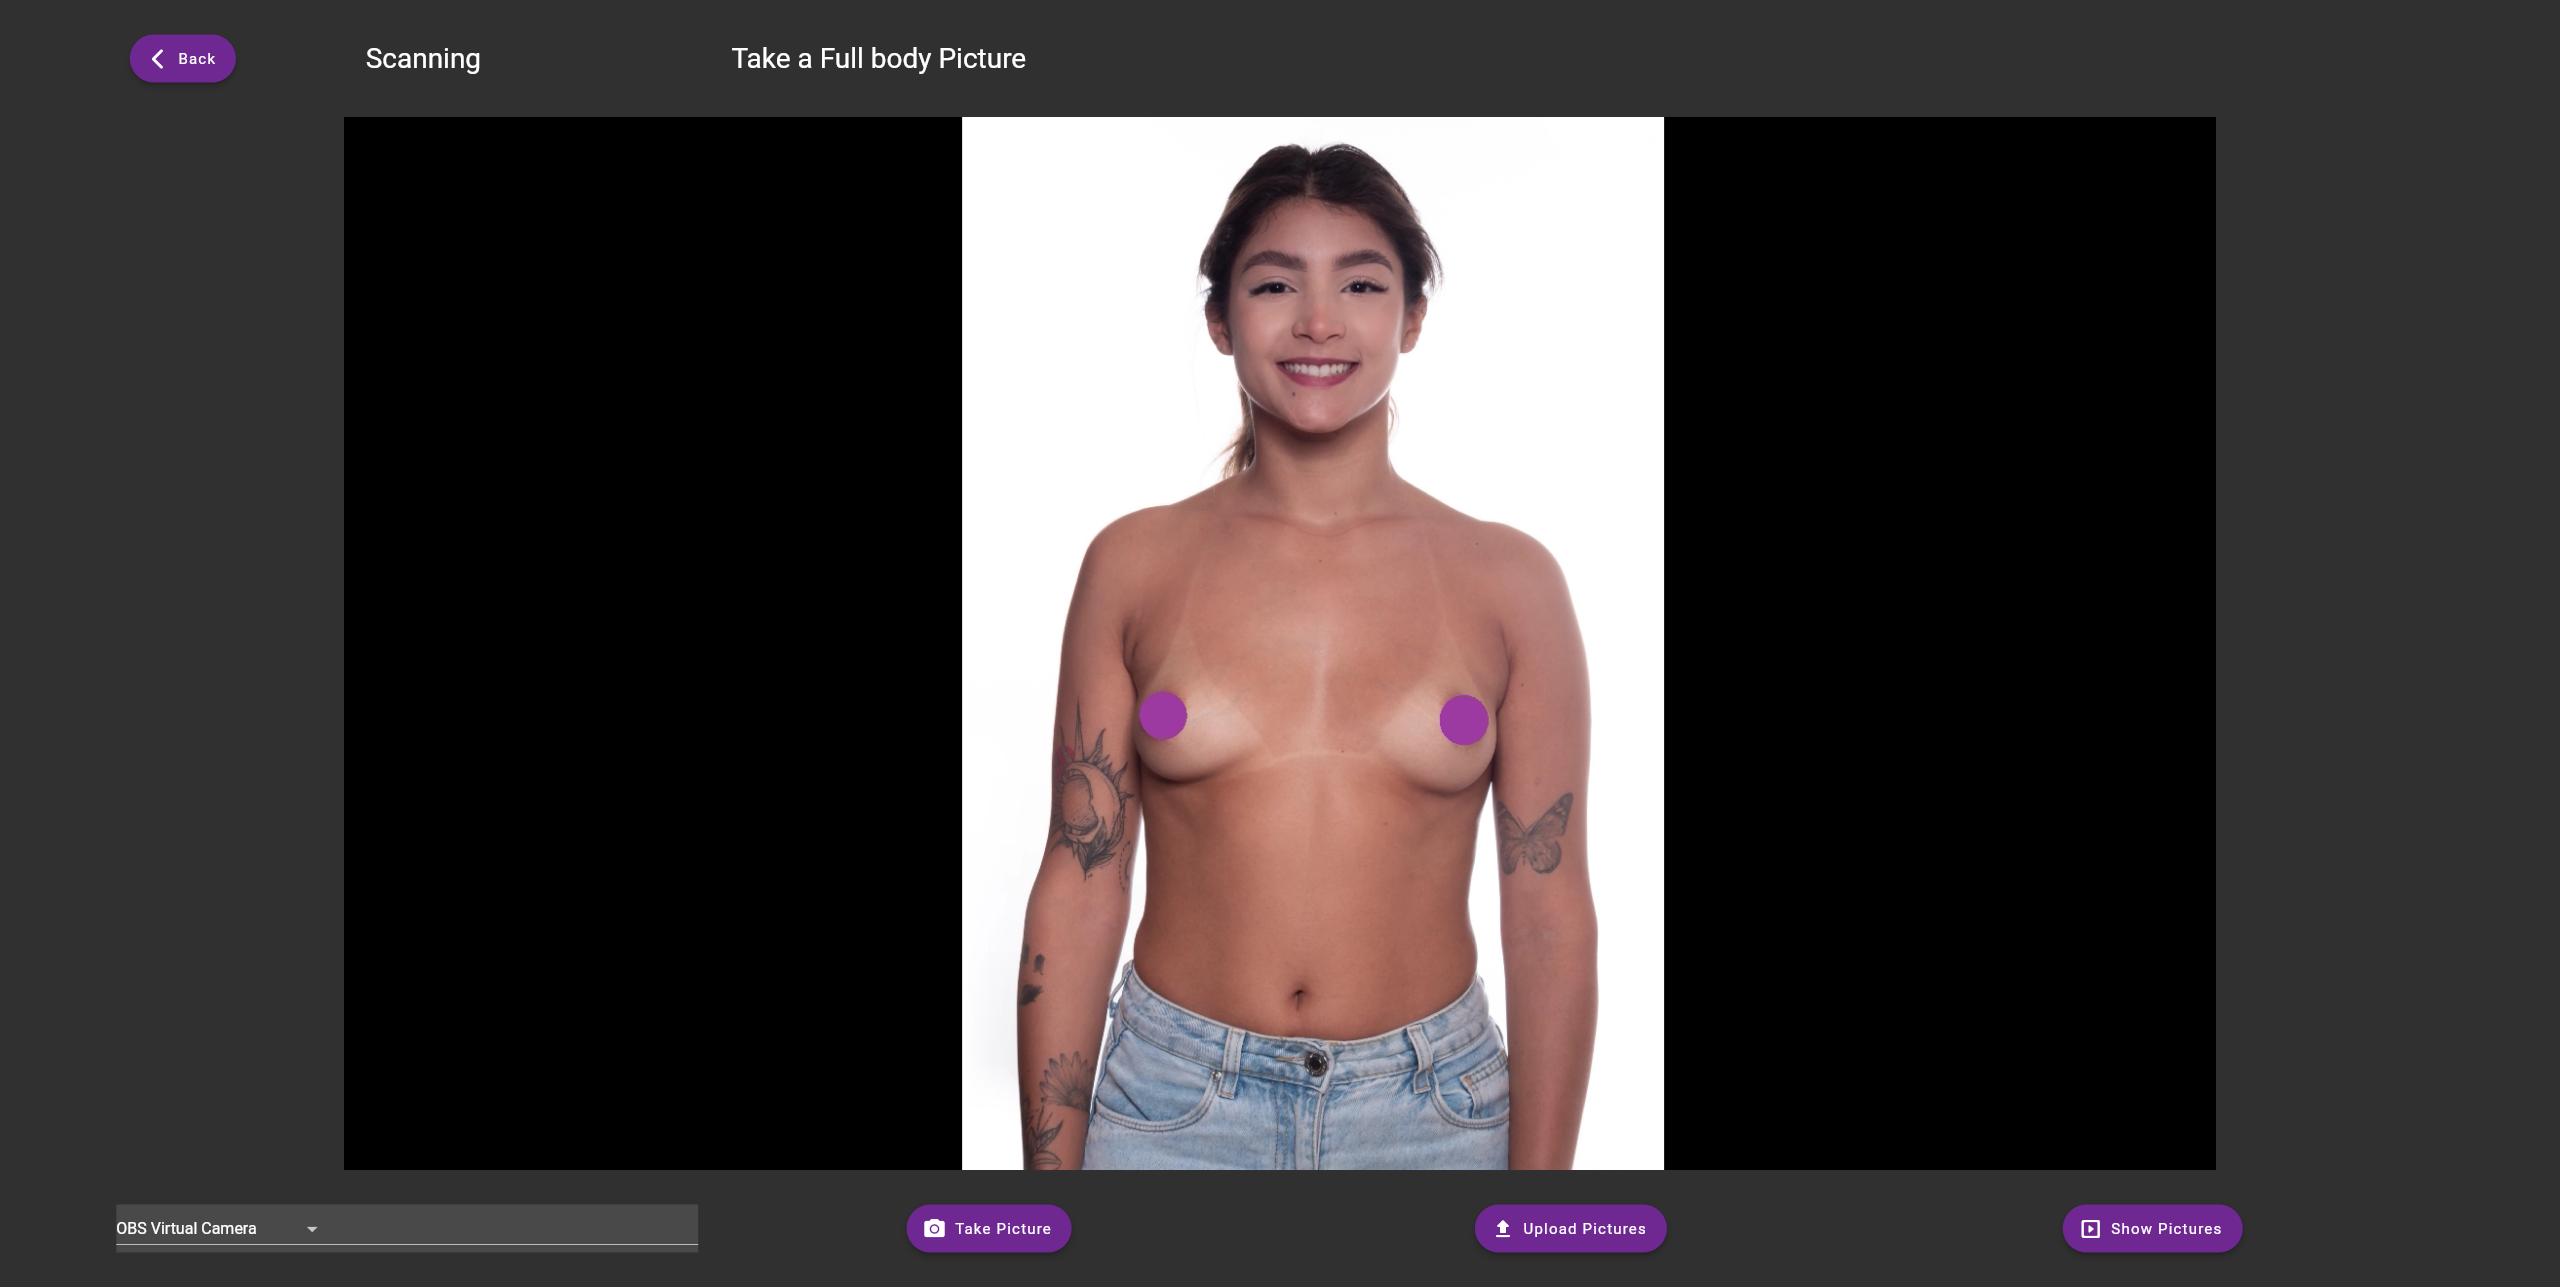 Back
Scanning
Take a Full body Picture
OBS Virtual Camera
Take Picture
Upload Pictures
Show Pictures